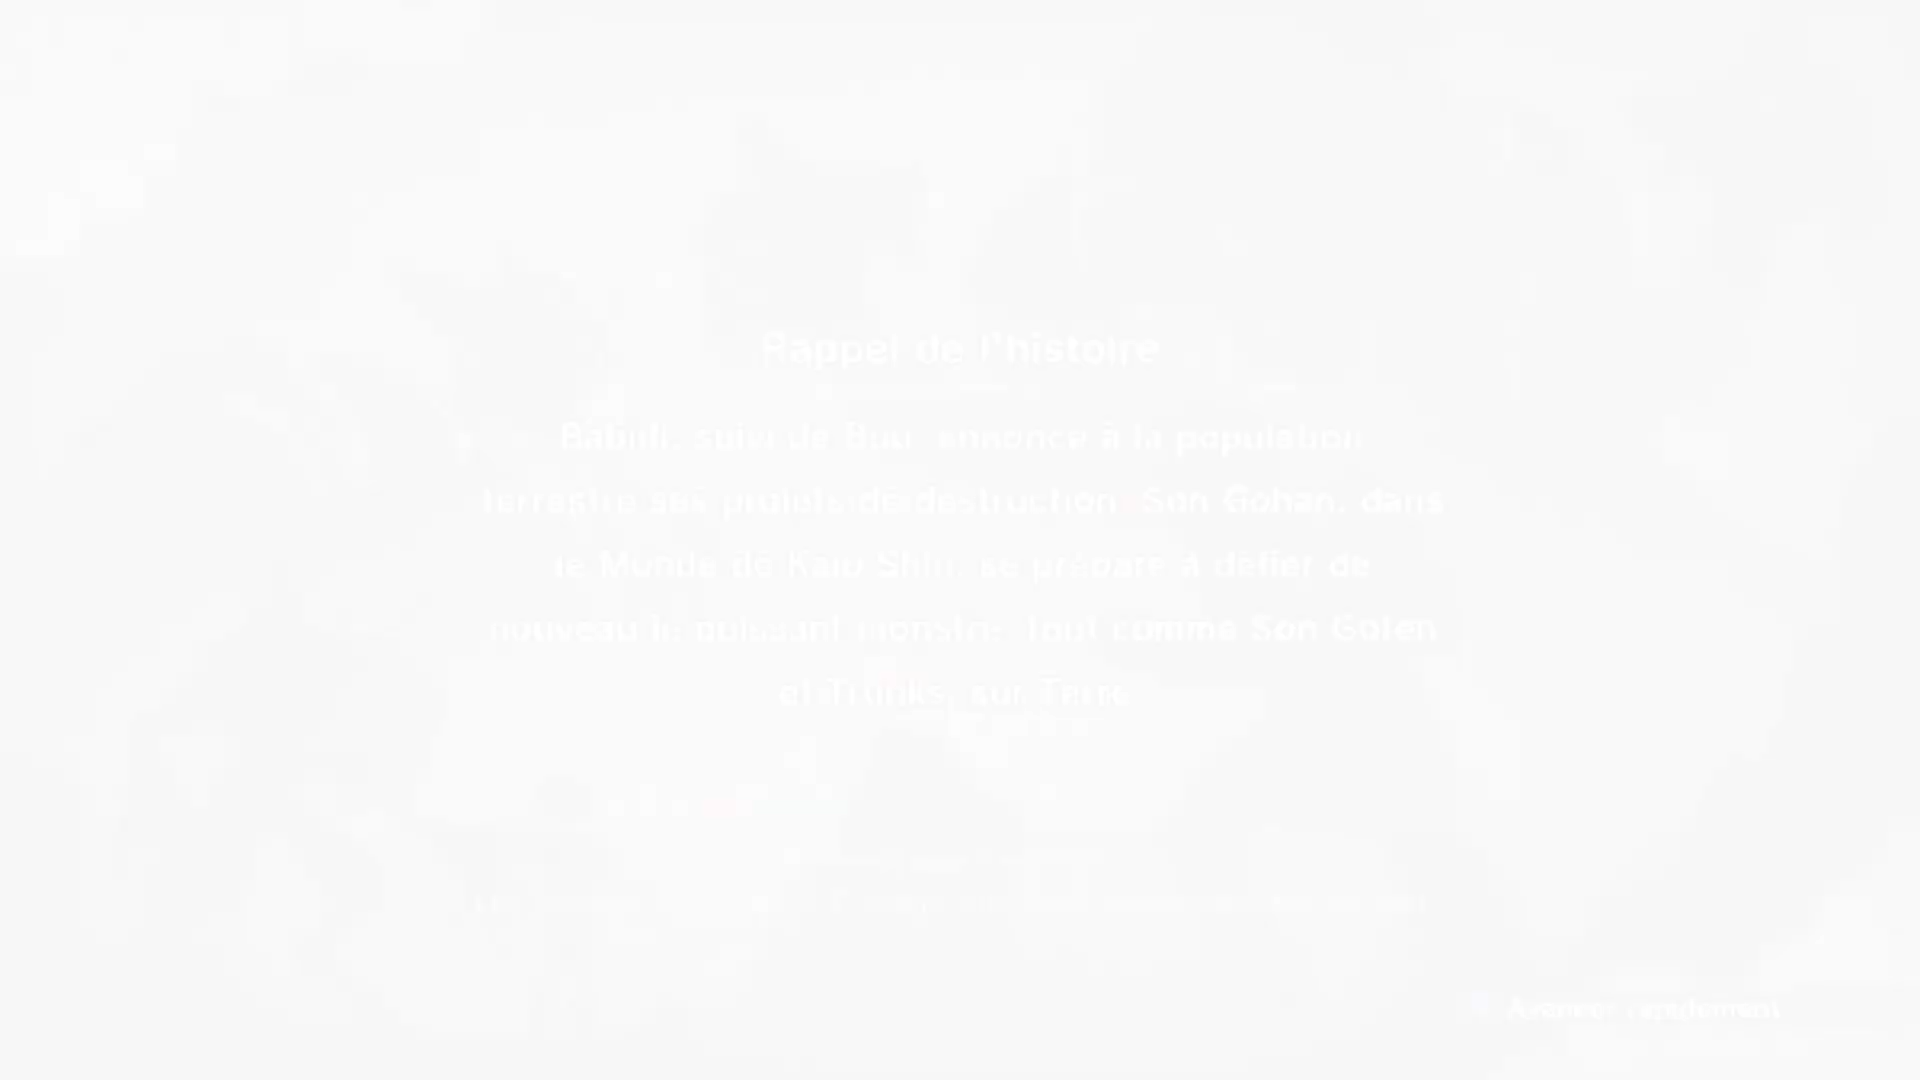 Rappel de l'histoire
Babidi, suivi de Buu, annonce à la population
terrestre ses projets de destruction. Son Gohan, dans
le Monde de Kaio Shin, se prépare à défier de
nouveau le puissant monstre. Tout comme Son Goten
et Trunks, sur Terre.
Avancer rapidement